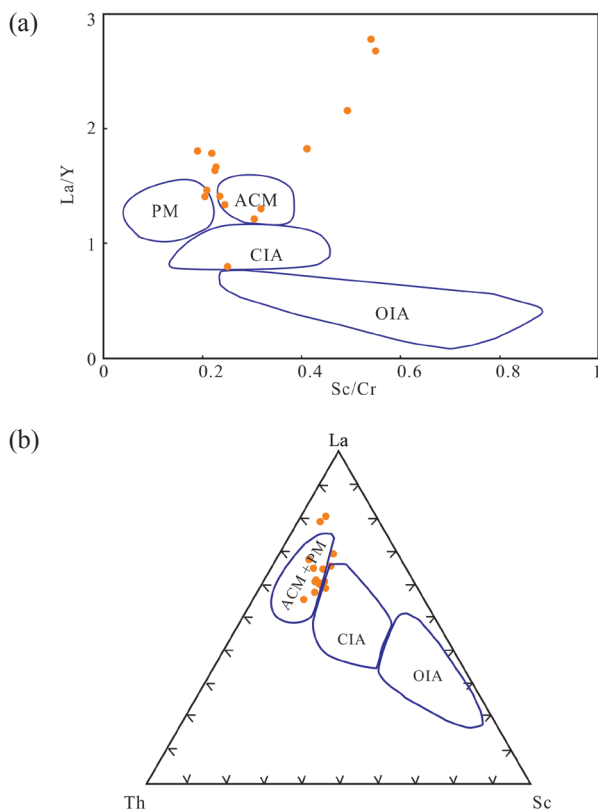 (a)
3
2
1
0
La/Y
PM
ACM
CIA
OIA
0
0.2
0.4
0.6
0.8
1
Sc/Cr
(b)
La
ACM+PM
CIA
OIA
Th
Sc